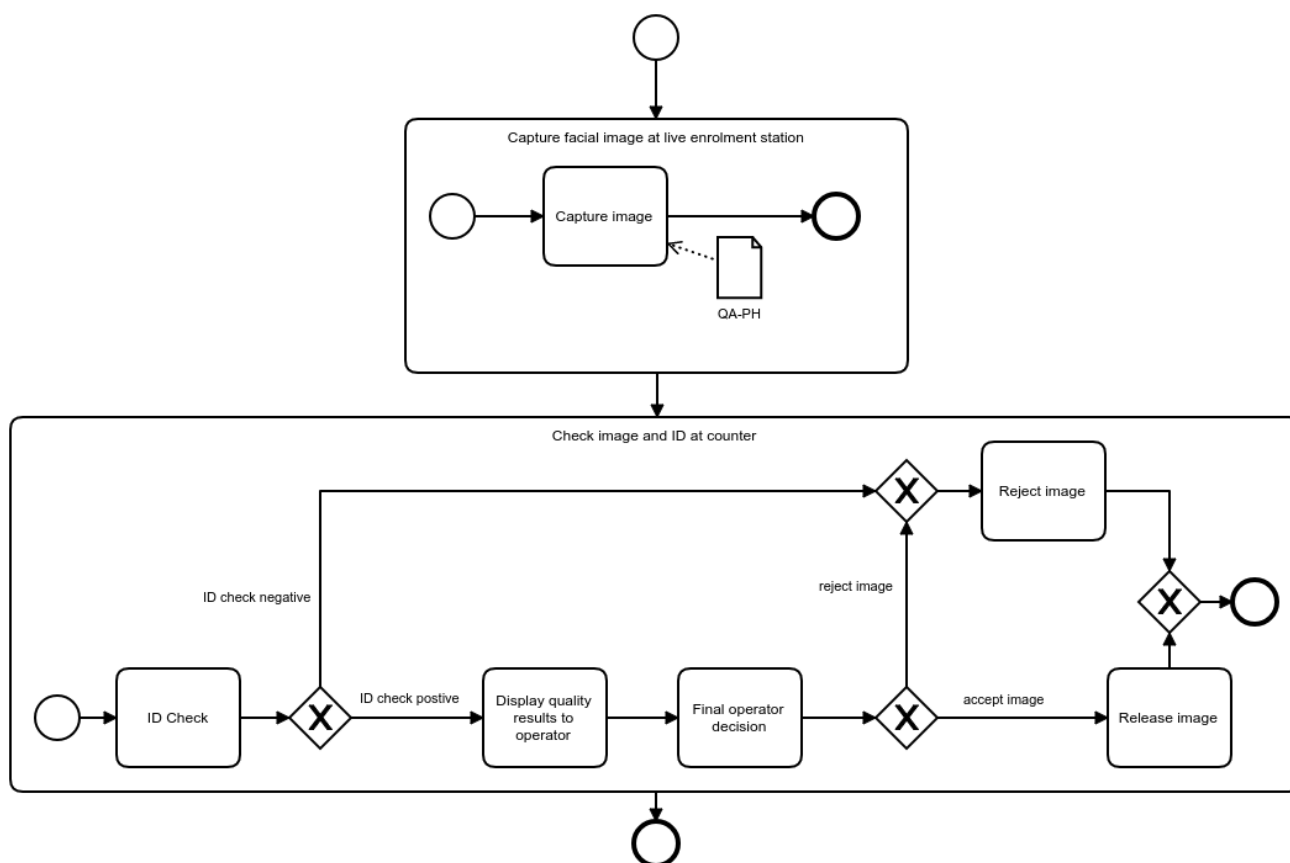 Capture facial image at live enrolment station
Capture image
QA-PH
Check image and ID at counter
Reject image
ID check negative
reject image
ID Check
ID check postive
Display quality
results to
operator
Final operator
decision
accept image
Release image